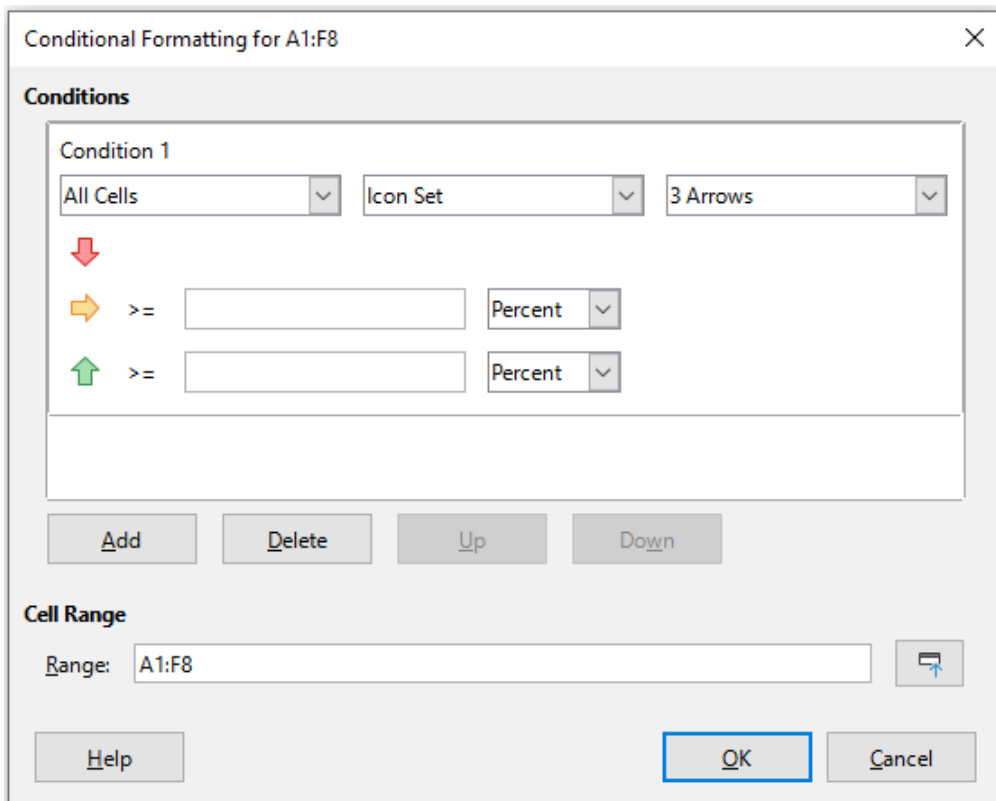 Conditional Formatting for A1:F8
Conditions
Condition 1
All Cells Icon Set 3 Arrows
>= Percent
>= Percent
Add Delete Up Down
Cell Range
Range: A1:F8
Help OK Cancel